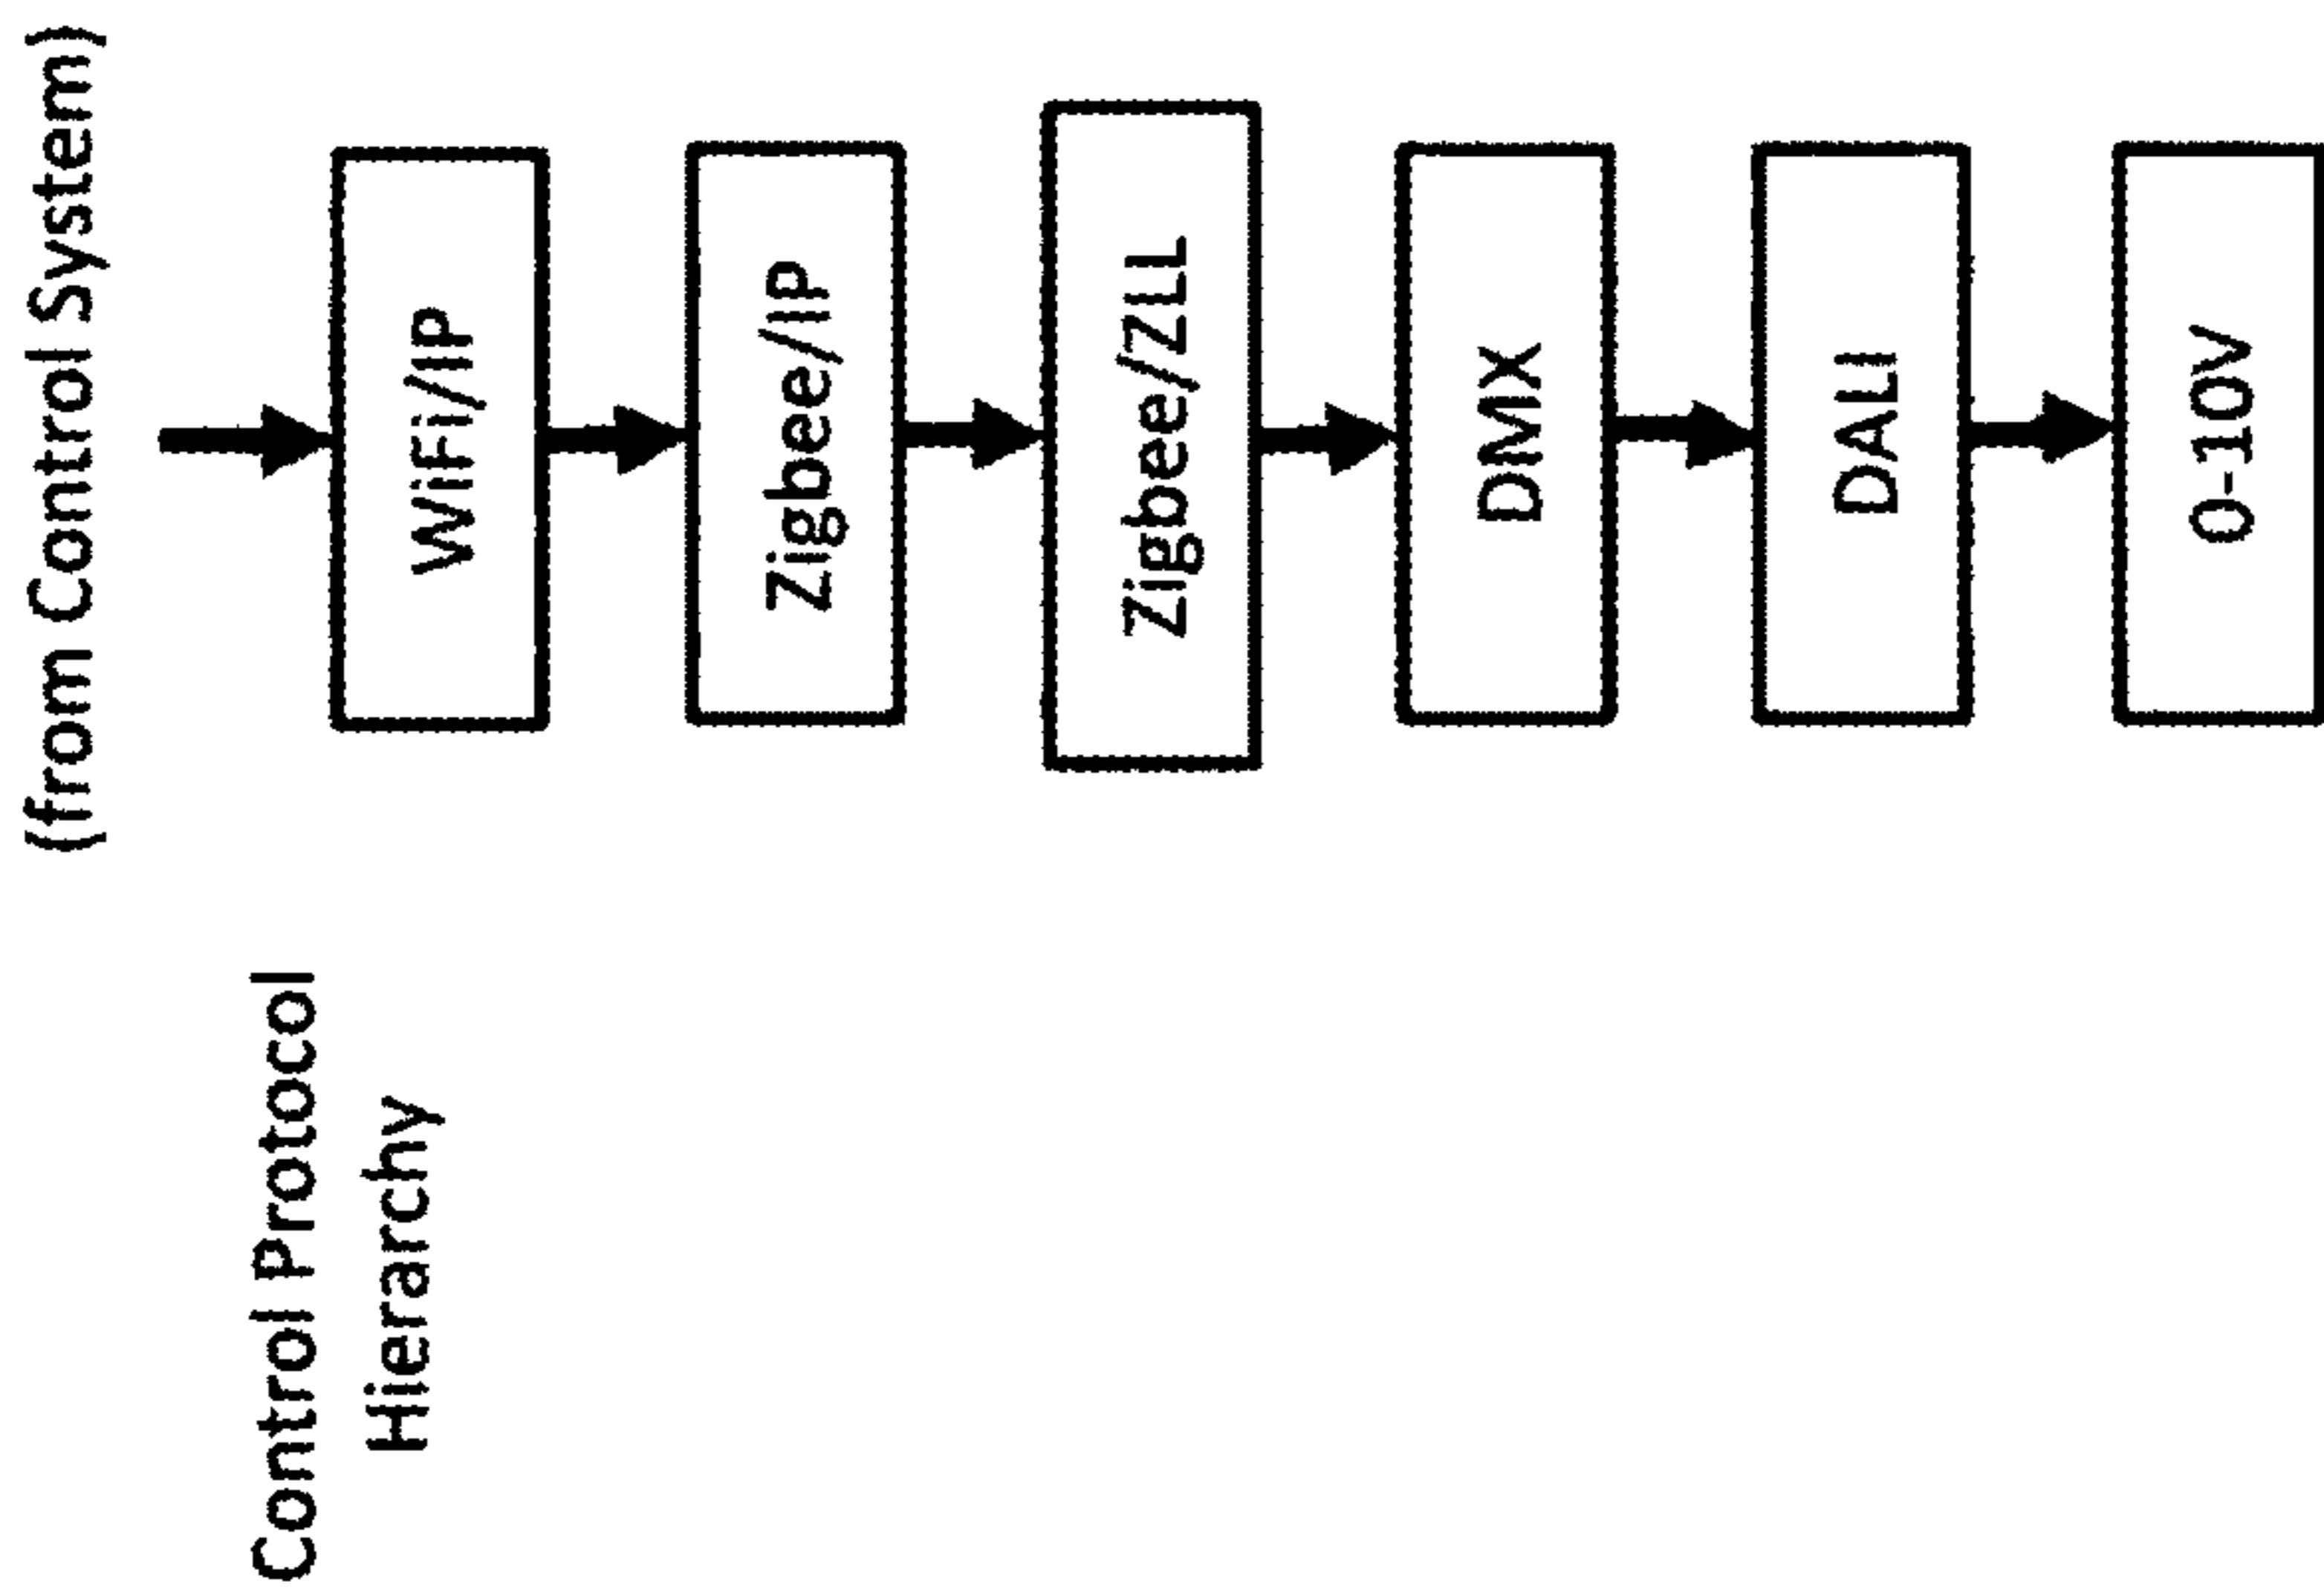 (from Control System)
Control Protocol
Hierarchy
WiFi/IP
Zigbee/IP
Zigbee/ZLL
DMX
DALI
0-10V